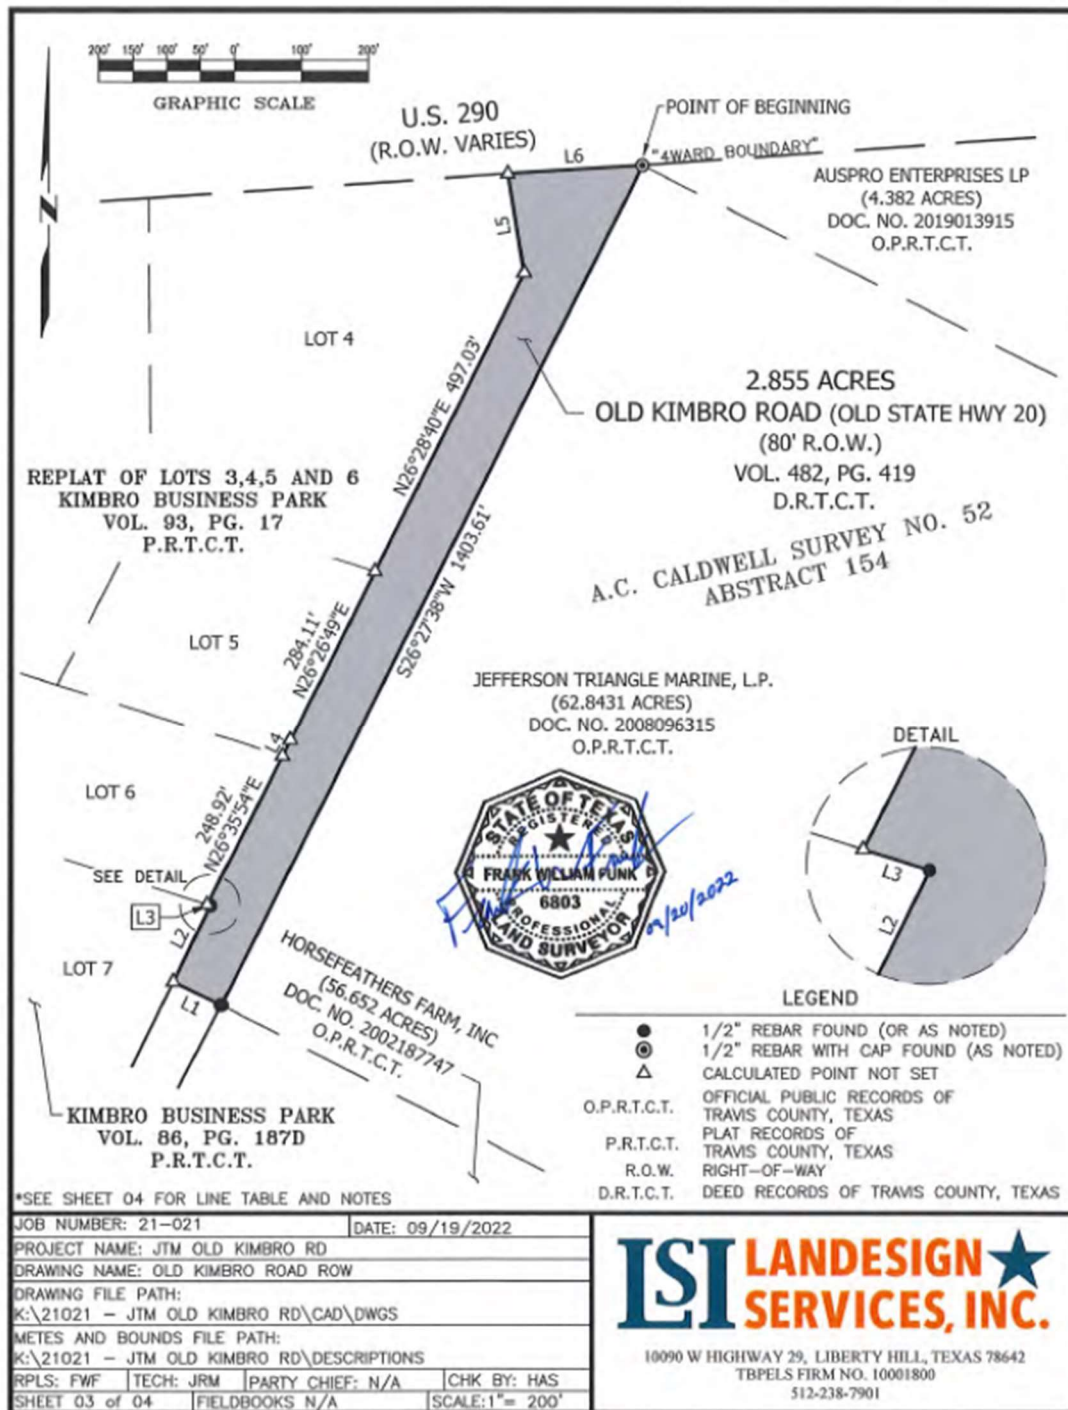 200' 150' 100' 50' 0' 100' 200'
GRAPHIC SCALE
N
U.S. 290
(R.O.W. VARIES)
POINT OF BEGINNING
L6
"4WARD BOUNDARY"
AUSPRO ENTERPRISES LP
(4.382 ACRES)
DOC. NO. 2019013915
O.P.R.T.C.T.
L5
LOT 4
N26°28'40"E 497.03'
2.855 ACRES
OLD KIMBRO ROAD (OLD STATE HWY 20)
(80' R.O.W.)
VOL. 482, PG. 419
D.R.T.C.T.
REPLAT OF LOTS 3,4,5 AND 6
KIMBRO BUSINESS PARK
VOL. 93, PG. 17
P.R.T.C.T.
A.C. CALDWELL SURVEY NO. 52
ABSTRACT 154
S26°27'38"W 1403.61'
LOT 5
284.11'
N26°26'49"E
JEFFERSON TRIANGLE MARINE, L.P.
(62.8431 ACRES)
DOC. NO. 2008096315
O.P.R.T.C.T.
L4
LOT 6
248.92'
N26°35'54"E
SEE DETAIL
L3
L2
LOT 7
L1
DETAIL
L3
L2
STATE OF TEXAS
REGISTERED
FRANK WILLIAM FUNK
6803
PROFESSIONAL
LAND SURVEYOR
09/20/2022
HORSEFEATHERS FARM, INC
(56.652 ACRES)
DOC. NO. 2002187747
O.P.R.T.C.T.
KIMBRO BUSINESS PARK
VOL. 86, PG. 187D
P.R.T.C.T.
LEGEND
1/2" REBAR FOUND (OR AS NOTED)
1/2" REBAR WITH CAP FOUND (AS NOTED)
CALCULATED POINT NOT SET
O.P.R.T.C.T. OFFICIAL PUBLIC RECORDS OF
TRAVIS COUNTY, TEXAS
P.R.T.C.T. PLAT RECORDS OF
TRAVIS COUNTY, TEXAS
R.O.W. RIGHT-OF-WAY
D.R.T.C.T. DEED RECORDS OF TRAVIS COUNTY, TEXAS
*SEE SHEET 04 FOR LINE TABLE AND NOTES
JOB NUMBER: 21-021 DATE: 09/19/2022
PROJECT NAME: JTM OLD KIMBRO RD
DRAWING NAME: OLD KIMBRO ROAD ROW
DRAWING FILE PATH:
K:\21021 - JTM OLD KIMBRO RD\CAD\DWGS
METES AND BOUNDS FILE PATH:
K:\21021 - JTM OLD KIMBRO RD\DESCRIPTIONS
RPLS: FWF TECH: JRM PARTY CHIEF: N/A CHK BY: HAS
SHEET 03 of 04 FIELDBOOKS N/A SCALE:1"= 200'
LSI LANDESIGN
SERVICES, INC.
10090 W HIGHWAY 29, LIBERTY HILL, TEXAS 78642
TBPELS FIRM NO. 10001800
512-238-7901